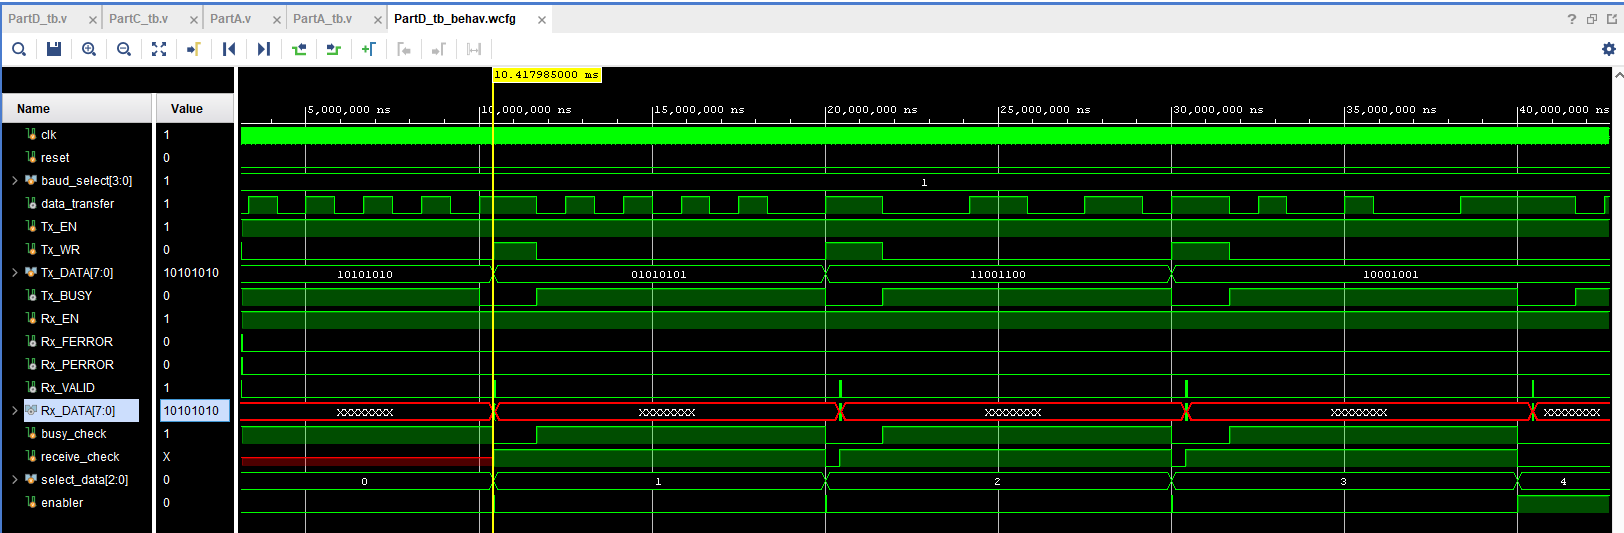 PartD_tb.v × PartC_tb.v × PartA.v × PartA_tb.v × PartD_tb_behav.wcfg ×
10.417985000 ms
5,000,000 ns 10,000,000 ns 15,000,000 ns 20,000,000 ns 25,000,000 ns 30,000,000 ns 35,000,000 ns 40,000,000 ns
Name Value
clk 1
reset 0
baud_select[3:0] 1 1
data_transfer 1
Tx_EN 1
Tx_WR 0
Tx_DATA[7:0] 10101010 10101010 01010101 11001100 10001001
Tx_BUSY 0
Rx_EN 1
Rx_FERROR 0
Rx_PERROR 0
Rx_VALID 1
Rx_DATA[7:0] 10101010 XXXXXXXX XXXXXXXX XXXXXXXX XXXXXXXX XXXXXXXX
busy_check 1
receive_check X
select_data[2:0] 0 0 1 2 3 4
enabler 0